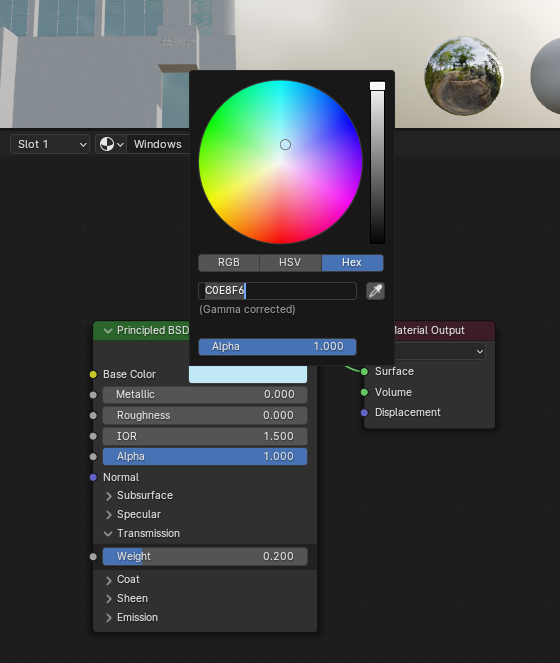 Slot 1
Windows
RGB HSV Hex
C0E8F6
(Gamma corrected)
Alpha 1.000
Principled BSD
Material Output
Base Color
Metallic 0.000
Roughness 0.000
IOR 1.500
Alpha 1.000
Normal
Subsurface
Specular
Transmission
Weight 0.200
Coat
Sheen
Emission
Surface
Volume
Displacement